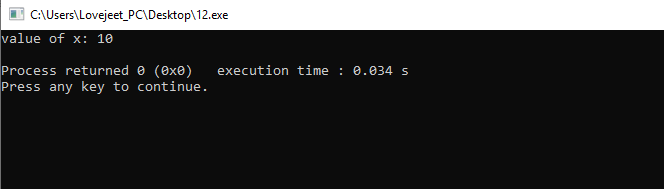 C:\Users\Lovejeet_PC\Desktop\12.exe
value of x: 10
Process returned 0 (0x0)   execution time : 0.034 s
Press any key to continue.